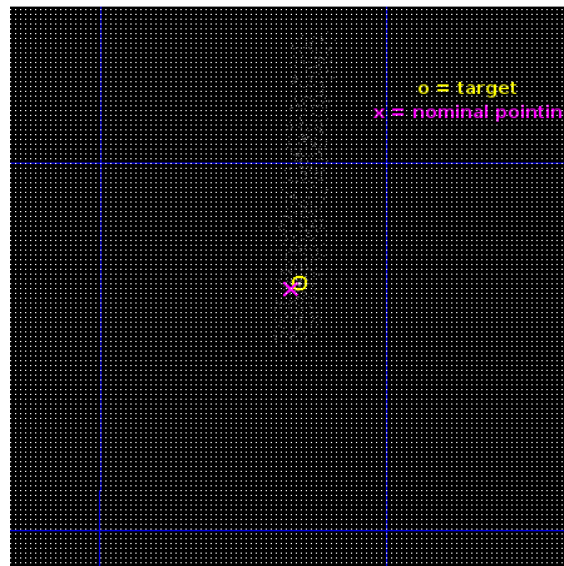 o = target
x = nominal pointin